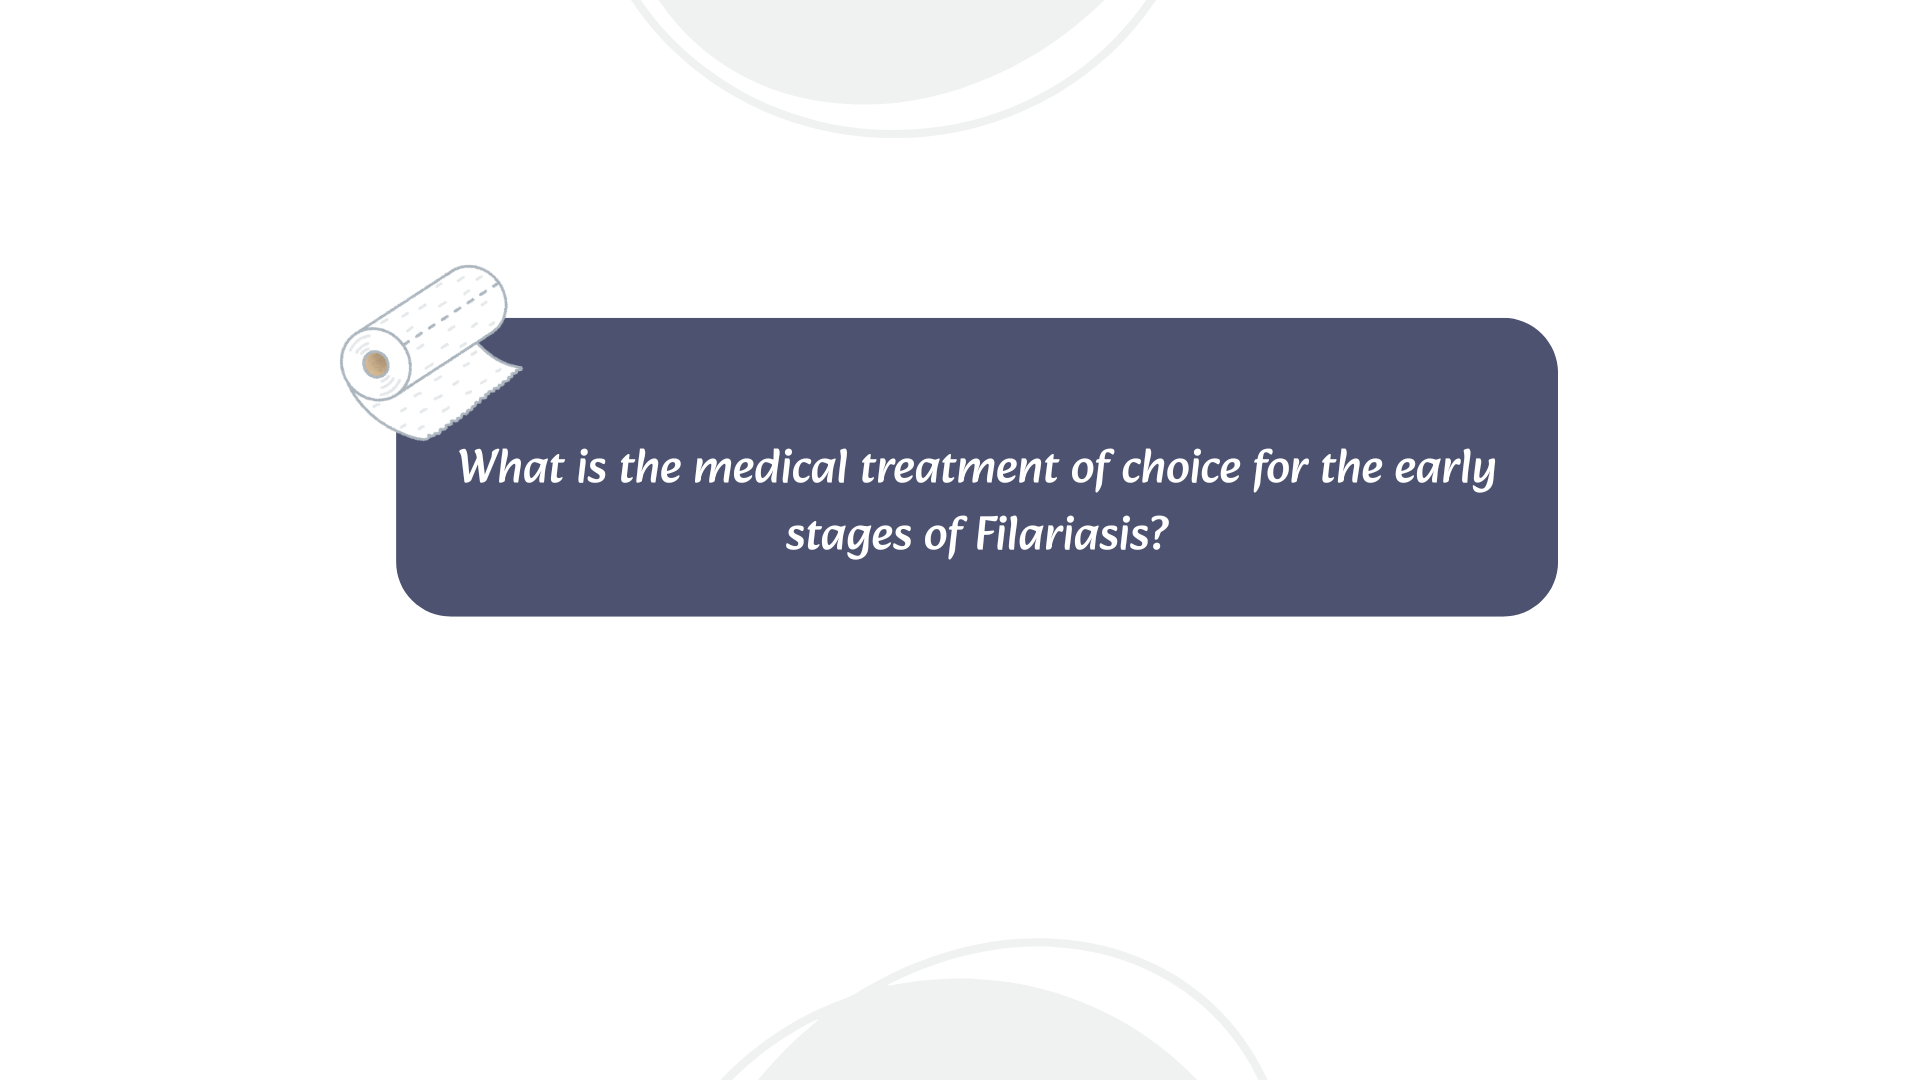 What is the medical treatment of choice for the early
stages of Filariasis?